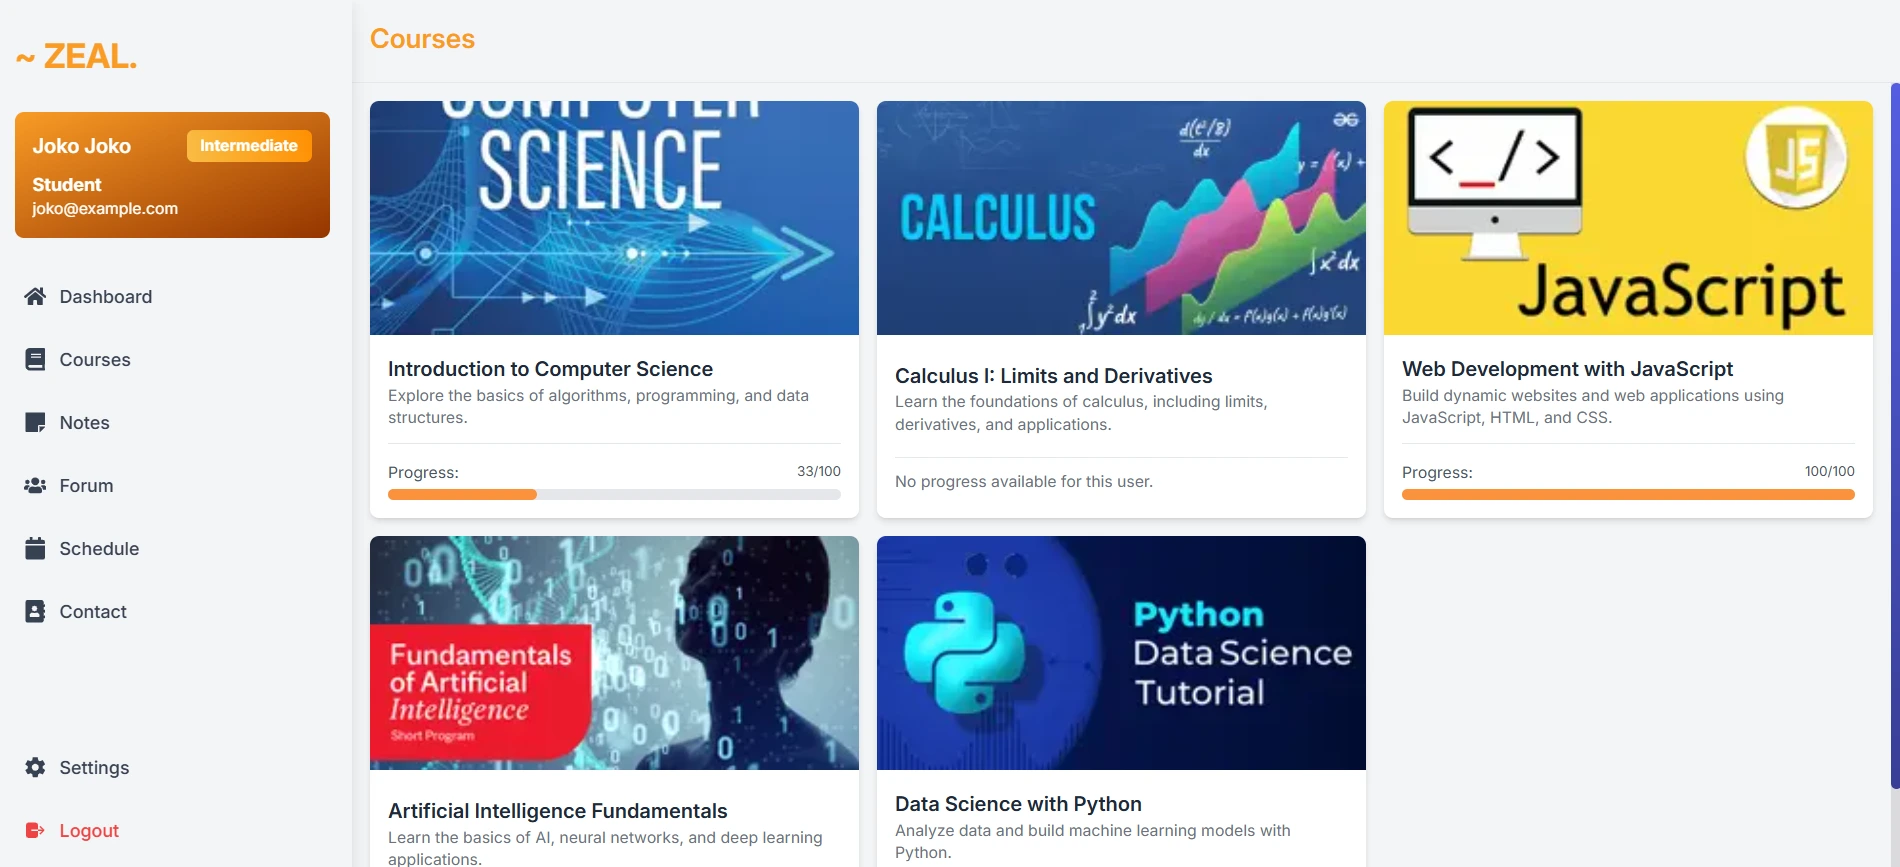 ~ ZEAL.
Joko Joko
Intermediate
Student
joko@example.com
Dashboard
Courses
Notes
Forum
Schedule
Contact
Settings
Logout
Courses
COMPUTER
SCIENCE
Introduction to Computer Science
Explore the basics of algorithms, programming, and data
structures.
Progress:
33/100
CALCULUS
∫x²dx
∫y²dx
Calculus I: Limits and Derivatives
Learn the foundations of calculus, including limits,
derivatives, and applications.
No progress available for this user.
<_/>
JS
JavaScript
Web Development with JavaScript
Build dynamic websites and web applications using
JavaScript, HTML, and CSS.
Progress:
100/100
Fundamentals
of Artificial
Intelligence
Short Program
Artificial Intelligence Fundamentals
Learn the basics of AI, neural networks, and deep learning
applications.
Python
Data Science
Tutorial
Data Science with Python
Analyze data and build machine learning models with
Python.